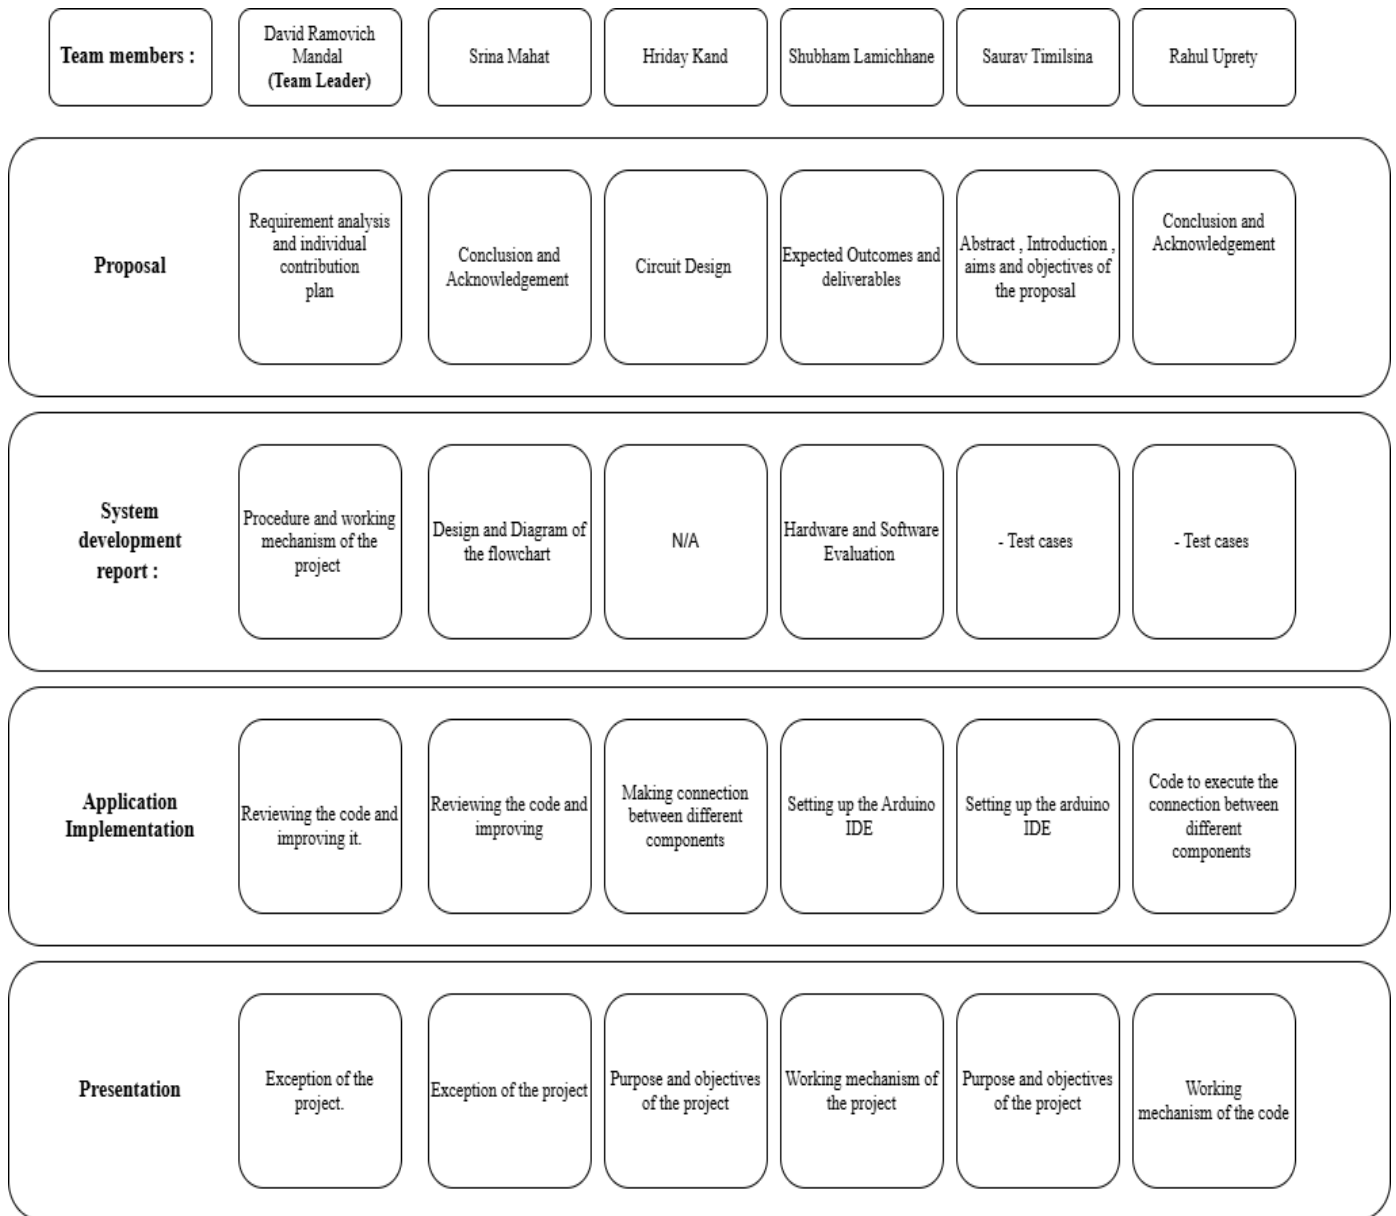 Team members :
David Ramovich
Mandal
(Team Leader)
Srina Mahat
Hriday Kand
Shubham Lamichhane
Saurav Timilsina
Rahul Uprety
Proposal
Requirement analysis
and individual
contribution
plan
Conclusion and
Acknowledgement
Circuit Design
Expected Outcomes and
deliverables
Abstract , Introduction ,
aims and objectives of
the proposal
Conclusion and
Acknowledgement
System
development
report :
Procedure and working
mechanism of the
project
Design and Diagram of
the flowchart
N/A
Hardware and Software
Evaluation
- Test cases
- Test cases
Application
Implementation
Reviewing the code and
improving it.
Reviewing the code and
improving
Making connection
between different
components
Setting up the Arduino
IDE
Setting up the arduino
IDE
Code to execute the
connection between
different
components
Presentation
Exception of the
project.
Exception of the project
Purpose and objectives
of the project
Working mechanism of
the project
Purpose and objectives
of the project
Working
mechanism of the code